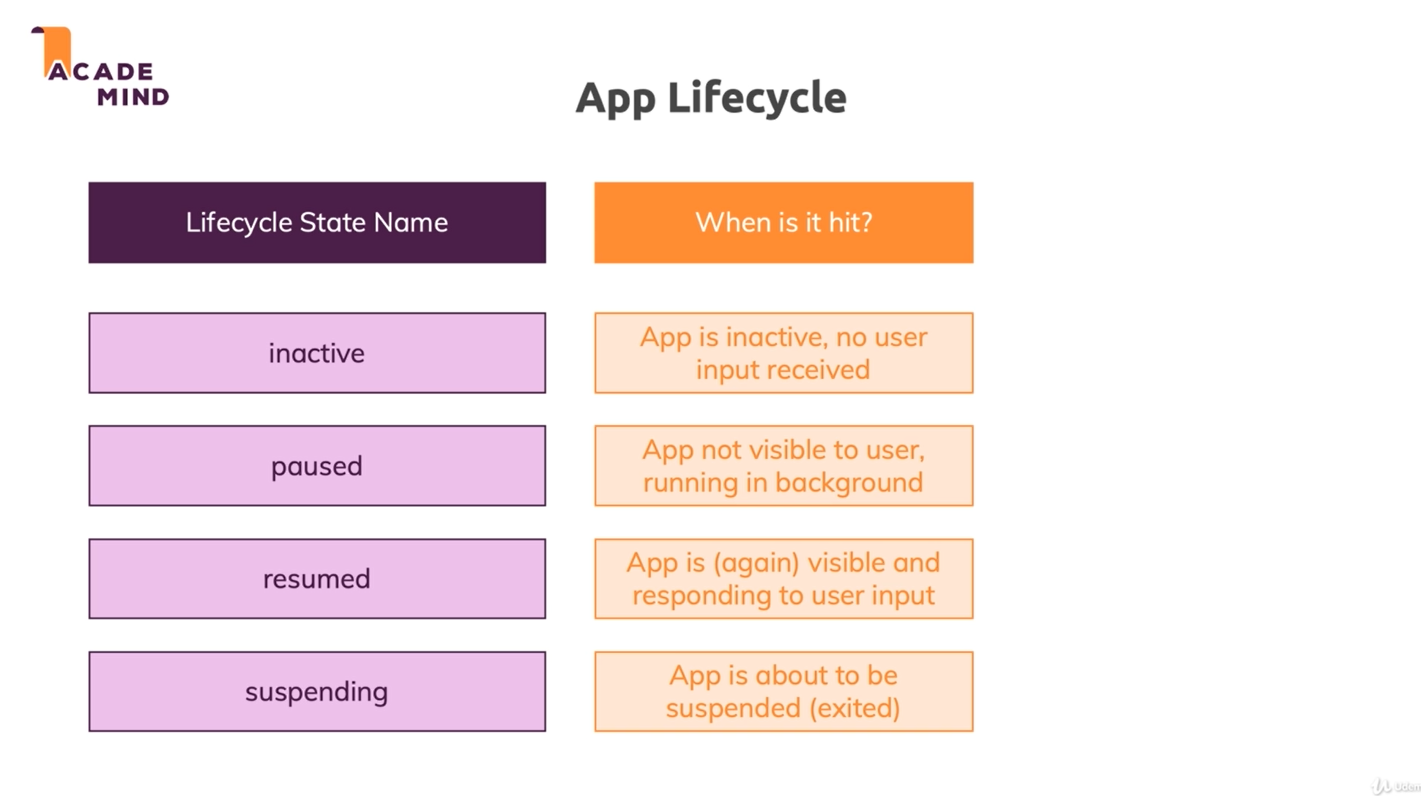 ACADE
MIND
App Lifecycle
Lifecycle State Name
When is it hit?
inactive
App is inactive, no user
input received
paused
App not visible to user,
running in background
resumed
App is (again) visible and
responding to user input
suspending
App is about to be
suspended (exited)